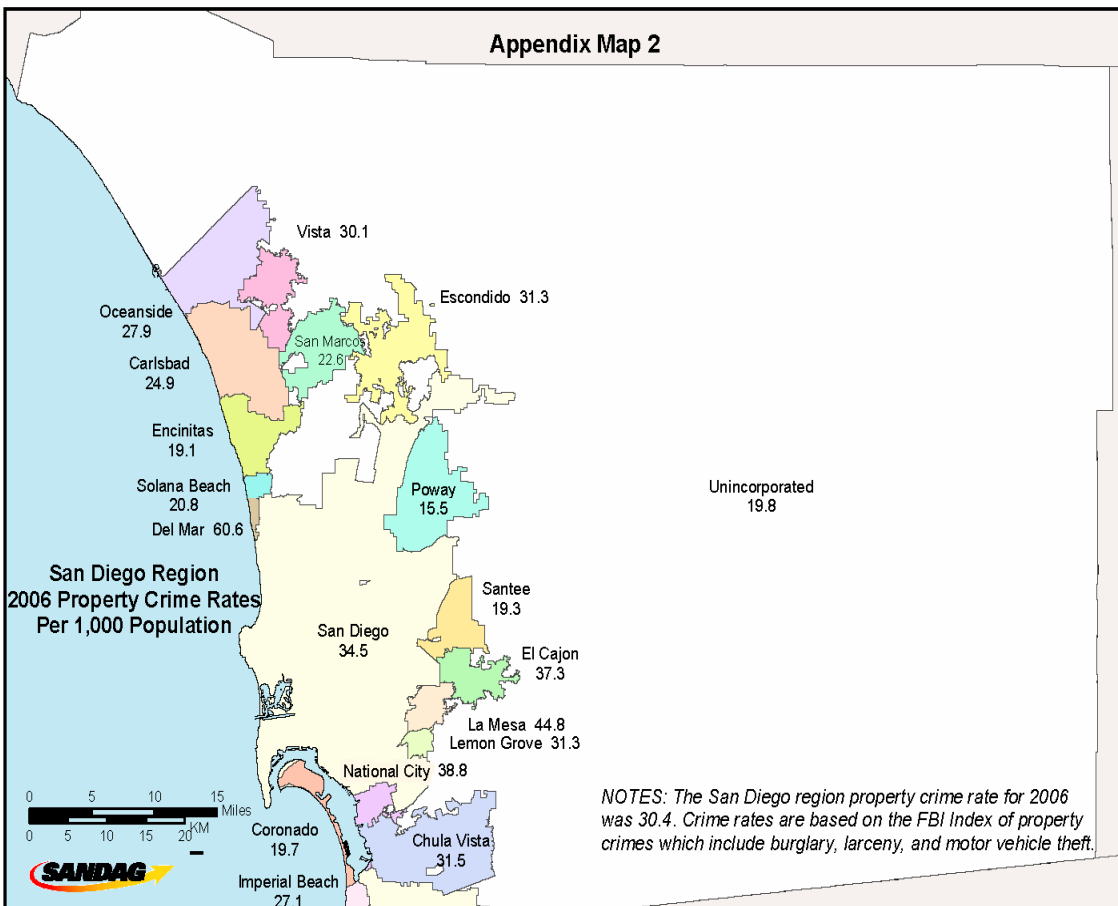 Appendix Map 2
Vista 30.1
Escondido 31.3
Oceanside
27.9
San Marcos
22.6
Carlsbad
24.9
Encinitas
19.1
Solana Beach
20.8
Del Mar 60.6
Poway
15.5
Unincorporated
19.8
San Diego Region
2006 Property Crime Rates
Per 1,000 Population
Santee
19.3
San Diego
34.5
El Cajon
37.3
La Mesa 44.8
Lemon Grove 31.3
National City 38.8
0 5 10 15
Miles
0 5 10 15 20
KM
Coronado
19.7
Chula Vista
31.5
Imperial Beach
27.1
NOTES: The San Diego region property crime rate for 2006
was 30.4. Crime rates are based on the FBI Index of property
crimes which include burglary, larceny, and motor vehicle theft.
SANDAG